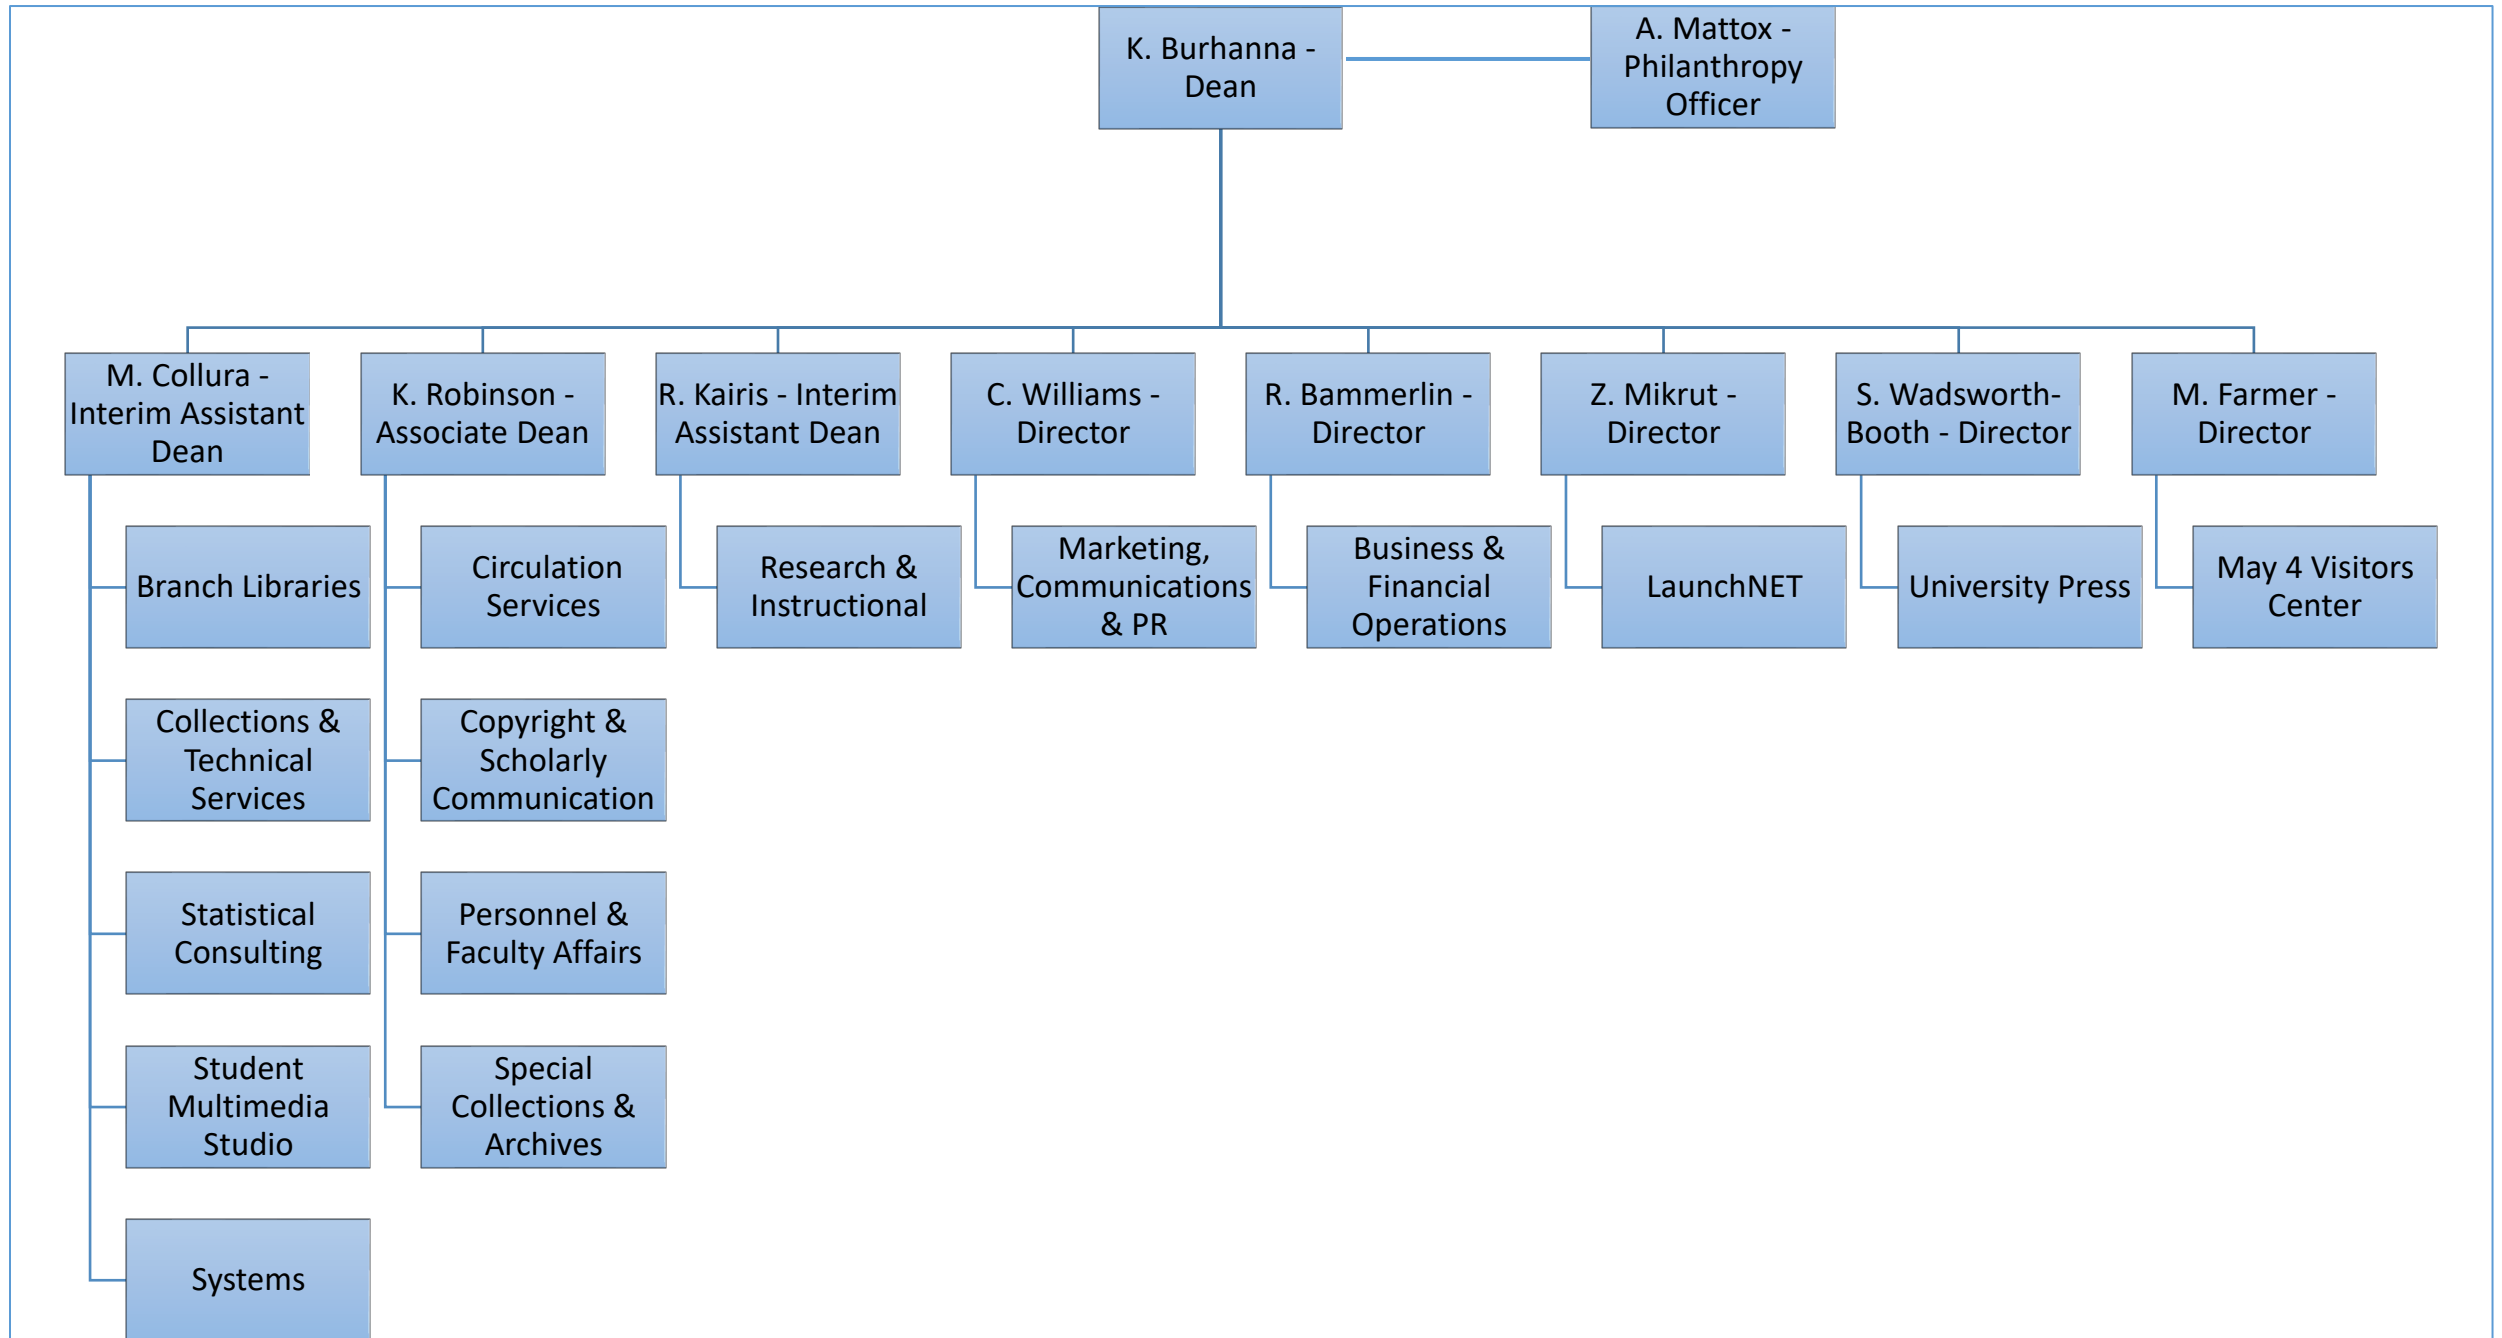 K. Burhanna -
Dean
A. Mattox -
Philanthropy
Officer
M. Collura -
Interim Assistant
Dean
K. Robinson -
Associate Dean
R. Kairis - Interim
Assistant Dean
C. Williams -
Director
R. Bammerlin -
Director
Z. Mikrut -
Director
S. Wadsworth-
Booth - Director
M. Farmer -
Director
Branch Libraries
Circulation
Services
Research &
Instructional
Marketing,
Communications
& PR
Business &
Financial
Operations
LaunchNET
University Press
May 4 Visitors
Center
Collections &
Technical
Services
Copyright &
Scholarly
Communication
Statistical
Consulting
Personnel &
Faculty Affairs
Student
Multimedia
Studio
Special
Collections &
Archives
Systems